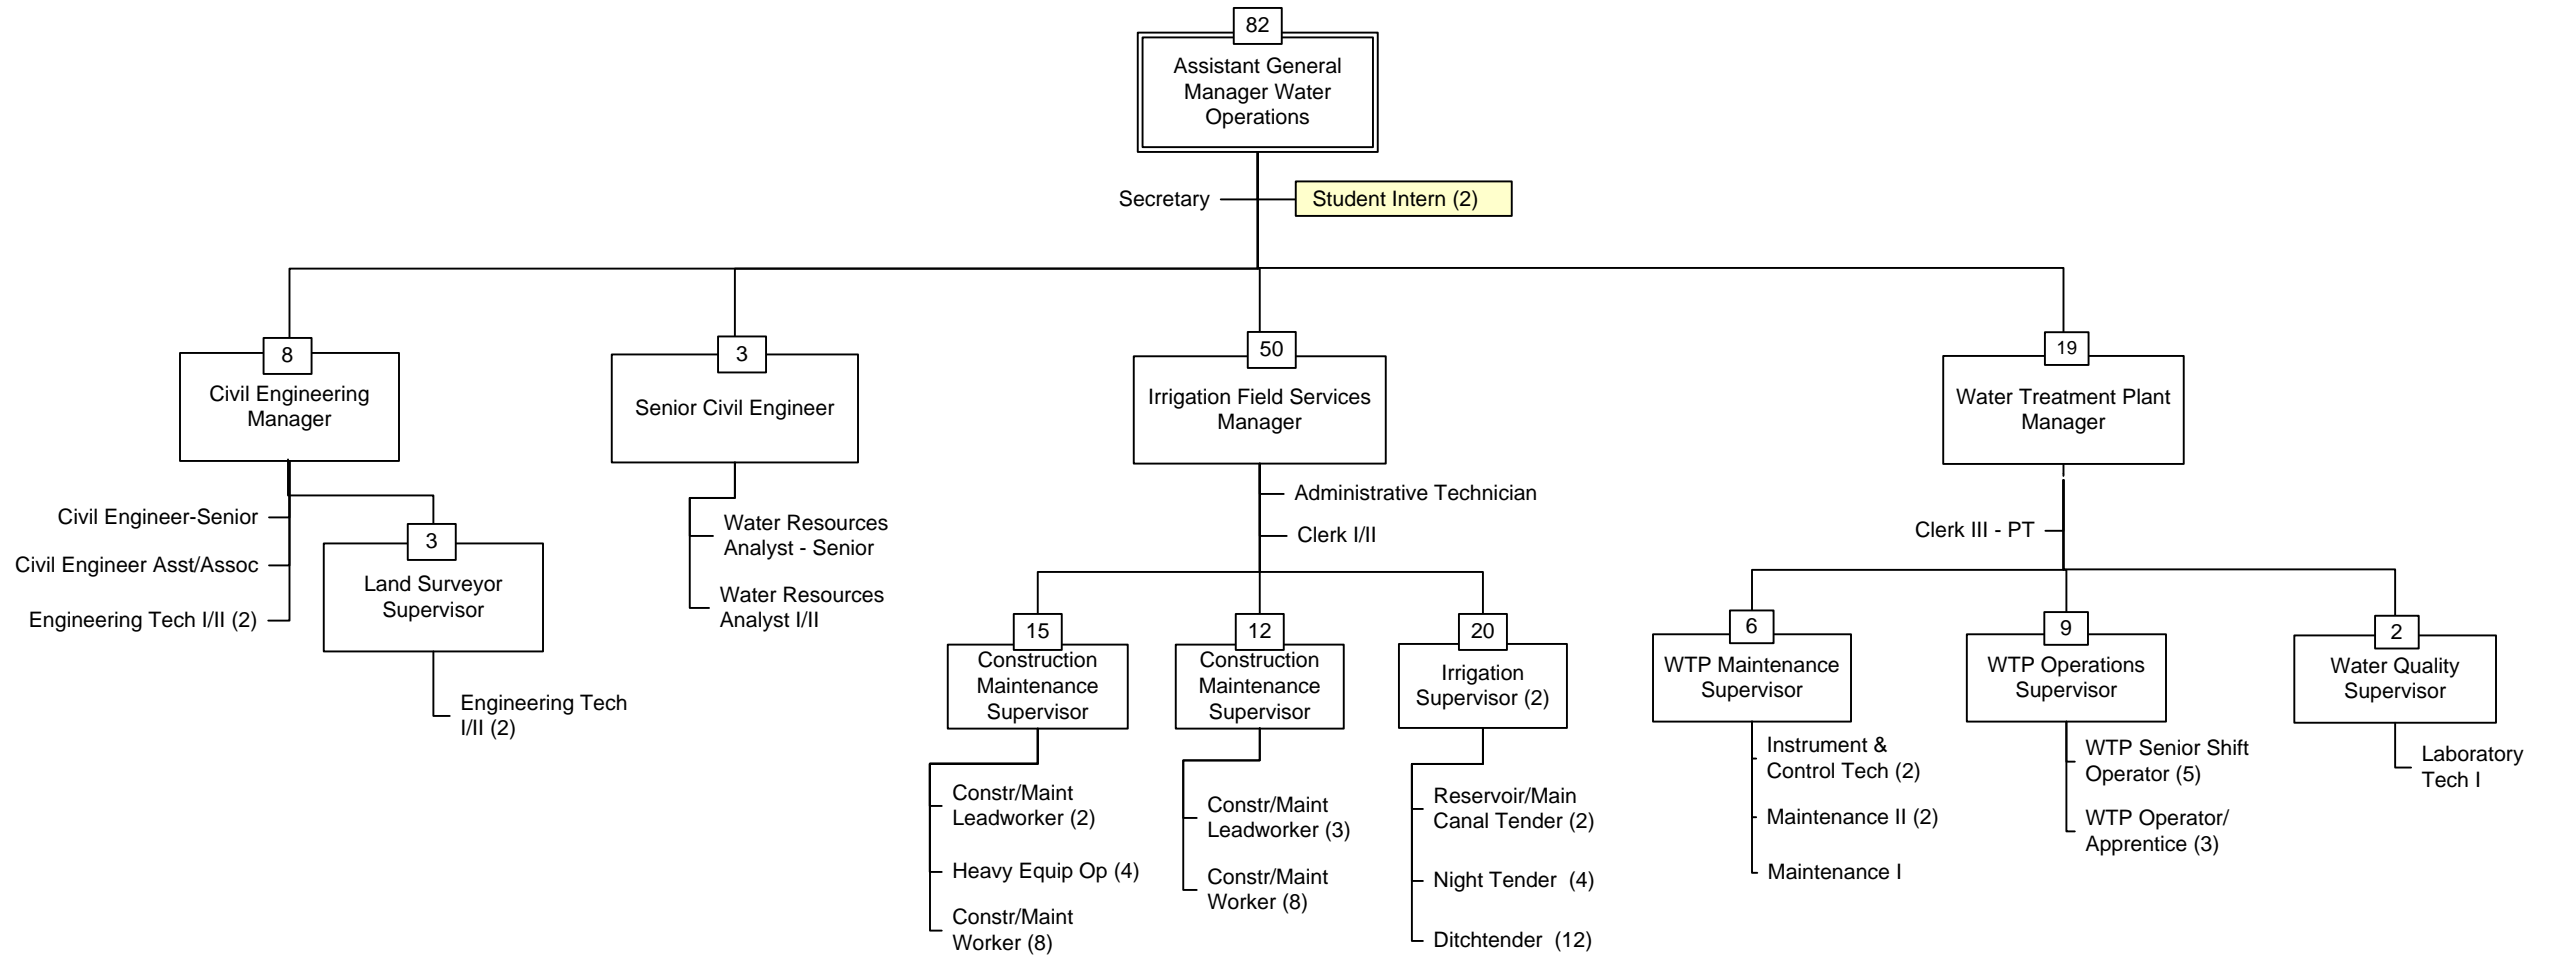 82
Assistant General
Manager Water
Operations
Secretary
Student Intern (2)
8
Civil Engineering
Manager
3
Senior Civil Engineer
50
Irrigation Field Services
Manager
19
Water Treatment Plant
Manager
Civil Engineer-Senior
Civil Engineer Asst/Assoc
Engineering Tech I/II (2)
3
Land Surveyor
Supervisor
Engineering Tech
I/II (2)
Water Resources
Analyst - Senior
Water Resources
Analyst I/II
Administrative Technician
Clerk I/II
15
Construction
Maintenance
Supervisor
Constr/Maint
Leadworker (2)
Heavy Equip Op (4)
Constr/Maint
Worker (8)
12
Construction
Maintenance
Supervisor
Constr/Maint
Leadworker (3)
Constr/Maint
Worker (8)
20
Irrigation
Supervisor (2)
Reservoir/Main
Canal Tender (2)
Night Tender  (4)
Ditchtender  (12)
Clerk III - PT
6
WTP Maintenance
Supervisor
Instrument &
Control Tech (2)
Maintenance II (2)
Maintenance I
9
WTP Operations
Supervisor
WTP Senior Shift
Operator (5)
WTP Operator/
Apprentice (3)
2
Water Quality
Supervisor
Laboratory
Tech I